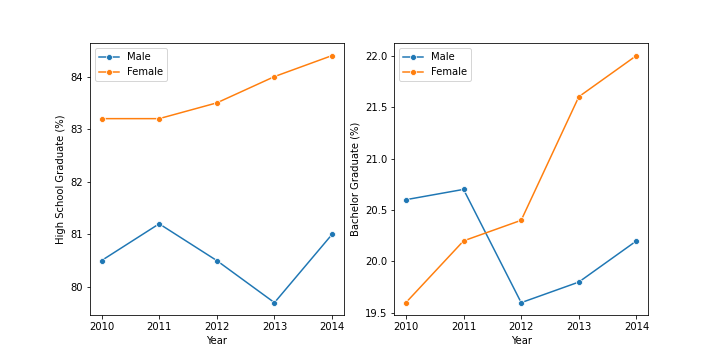 Male
Female
High School Graduate (%)
84
83
82
81
80
2010 2011 2012 2013 2014
Year
Male
Female
Bachelor Graduate (%)
22.0
21.5
21.0
20.5
20.0
19.5
2010 2011 2012 2013 2014
Year